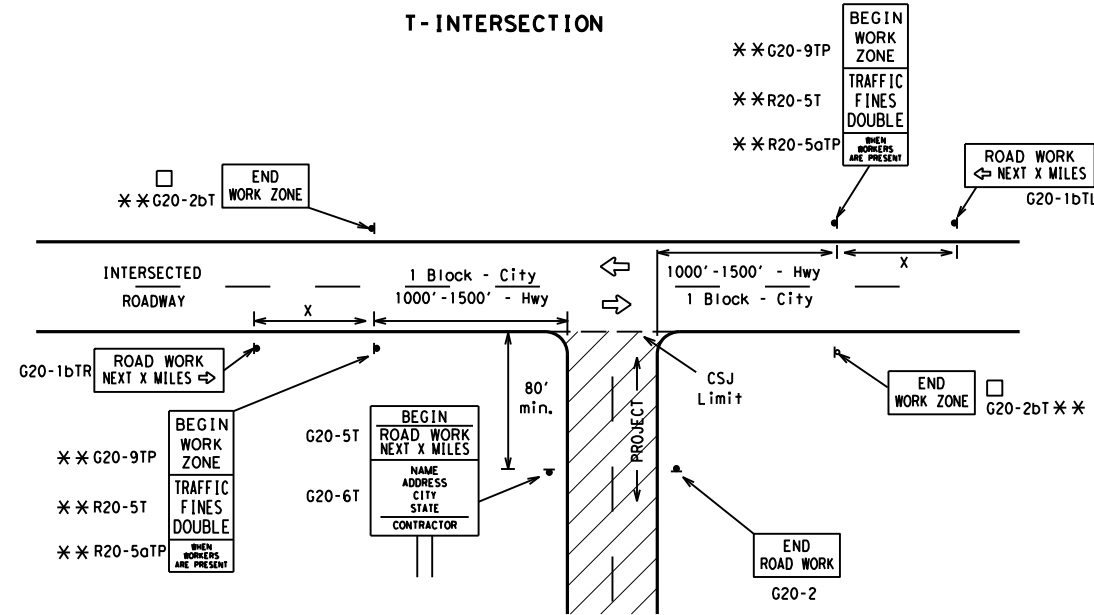 T-INTERSECTION
BEGIN
WORK
ZONE
TRAFFIC
FINES
DOUBLE
WHEN
WORKERS
ARE PRESENT
**G20-9TP
**R20-5T
**R20-5aTP
ROAD WORK
⇦ NEXT X MILES
G20-1bTL
□
**G20-2bT
END
WORK ZONE
INTERSECTED
ROADWAY
X
1 Block - City
1000'-1500' - Hwy
⇦
⇨
1000'-1500' - Hwy
1 Block - City
X
G20-1bTR
ROAD WORK
NEXT X MILES ⇨
**G20-9TP
**R20-5T
**R20-5aTP
BEGIN
WORK
ZONE
TRAFFIC
FINES
DOUBLE
WHEN
WORKERS
ARE PRESENT
G20-5T
G20-6T
BEGIN
ROAD WORK
NEXT X MILES
NAME
ADDRESS
CITY
STATE
CONTRACTOR
80'
min.
PROJECT
CSJ
Limit
END
WORK ZONE
□
G20-2bT**
END
ROAD WORK
G20-2